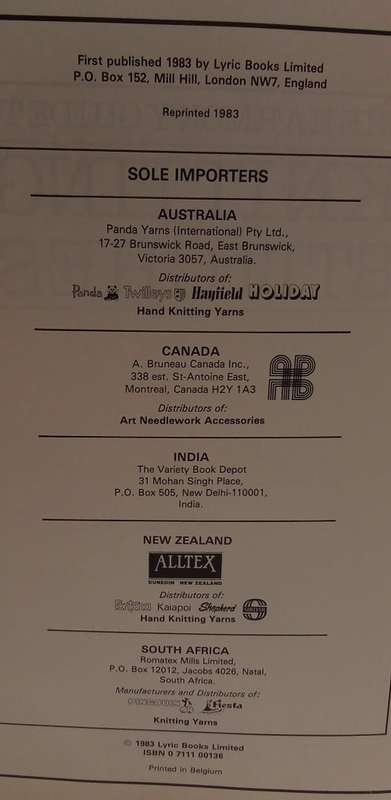 First published 1983 by Lyric Books Limited
P.O. Box 152, Mill Hill, London NW7, England
Reprinted 1983
SOLE IMPORTERS
AUSTRALIA
Panda Yarns (International) Pty Ltd.,
17-27 Brunswick Road, East Brunswick,
Victoria 3057, Australia.
Distributors of:
Panda Twilleys Hayfield HOLIDAY
Hand Knitting Yarns
CANADA
A. Bruneau Canada Inc.,
338 est. St-Antoine East,
Montreal, Canada H2Y 1A3
Distributors of:
Art Needlework Accessories
INDIA
The Variety Book Depot
31 Mohan Singh Place,
P.O. Box 505, New Delhi-110001,
India.
NEW ZEALAND
ALLTEX
DUNEDIN NEW ZEALAND
Distributors of:
Kaiapoi Shepherd
Hand Knitting Yarns
SOUTH AFRICA
Romatex Mills Limited,
P.O. Box 12012, Jacobs 4026, Natal,
South Africa.
Manufacturers and Distributors of:
PENGOUIN Fiesta
Knitting Yarns
© 1983 Lyric Books Limited
ISBN 0 7111 00136
Printed in Belgium